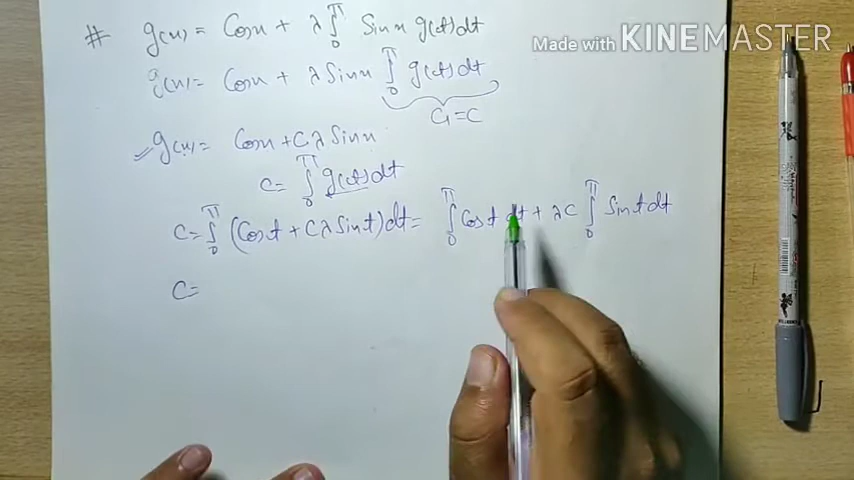 # g(x) = Cosx + λ ∫₀^π Sinx g(t)dt
Made with KINEMASTER
g(x) = Cosx + λ Sinx ∫₀^π g(t)dt
C₁ = C
g(x) = Cosx + Cλ Sinx
C = ∫₀^π g(t)dt
C = ∫₀^π (Cost + Cλ Sint)dt = ∫₀^π Cost dt + λC ∫₀^π Sint dt
C =